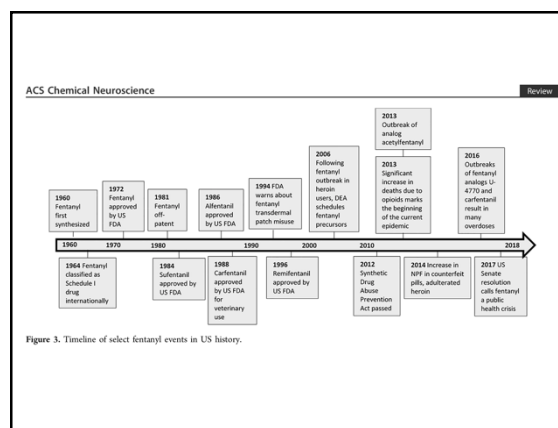 ACS Chemical Neuroscience
Review
2013
Outbreak of
analog
acetylfentanyl
1960
Fentanyl
first
synthesized
1972
Fentanyl
approved
by US
FDA
1981
Fentanyl
off-
patent
1986
Alfentanil
approved
by US FDA
1994 FDA
warns about
fentanyl
transdermal
patch misuse
2006
Following
fentanyl
outbreak in
heroin
users, DEA
schedules
fentanyl
precursors
2013
Significant
increase in
deaths due to
opioids marks
the beginning of
the current
epidemic
2016
Outbreaks
of fentanyl
analogs U-
4770 and
carfentanil
result in
many
overdoses
1960
1970
1980
1990
2000
2010
2018
1964 Fentanyl
classified as
Schedule I
drug
internationally
1984
Sufentanil
approved by
US FDA
1988
Carfentanil
approved by
US FDA
for
veterinary
use
1996
Remifentanil
approved by
US FDA
2012
Synthetic
Drug
Abuse
Prevention
Act passed
2014 Increase in
NPF in counterfeit
pills, adulterated
heroin
2017 US
Senate
resolution
calls fentanyl
a public
health crisis
Figure 3. Timeline of select fentanyl events in US history.